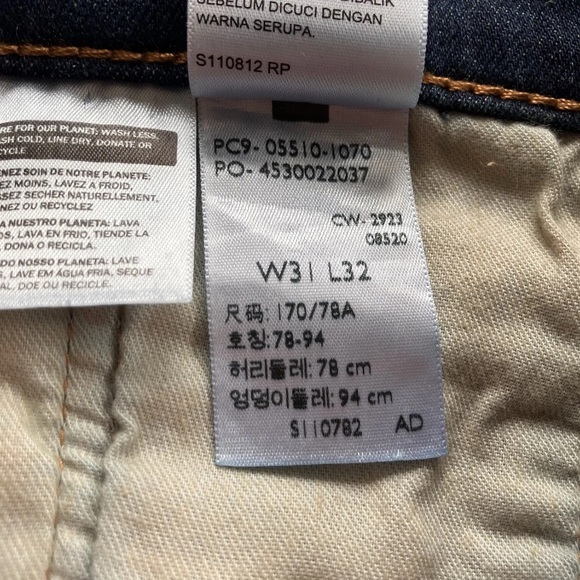 SEBELUM DICUCI DENGAN
WARNA SERUPA.
S110812 RP
RE FOR OUR PLANET: WASH LESS,
SH COLD, LINE DRY, DONATE OR
CYCLE
ENEZ SOIN DE NOTRE PLANÈTE:
EZ MOINS, LAVEZ À FROID,
SEZ SECHER NATURELLEMENT,
NEZ OU RECYCLEZ
A NUESTRO PLANETA: LAVA
OS, LAVA EN FRIO, TIENDE LA
, DONA O RECICLA.
DO NOSSO PLANETA: LAVE
OS, LAVE EM ÁGUA FRIA, SEQUE
AL, DOE OU RECICLE.
PC9- 05510-1070
PO- 4530022037
CW- 2923
08520
W31 L32
尺码: 170/78A
호칭: 78-94
허리둘레: 78 cm
엉덩이둘레: 94 cm
S110782 AD